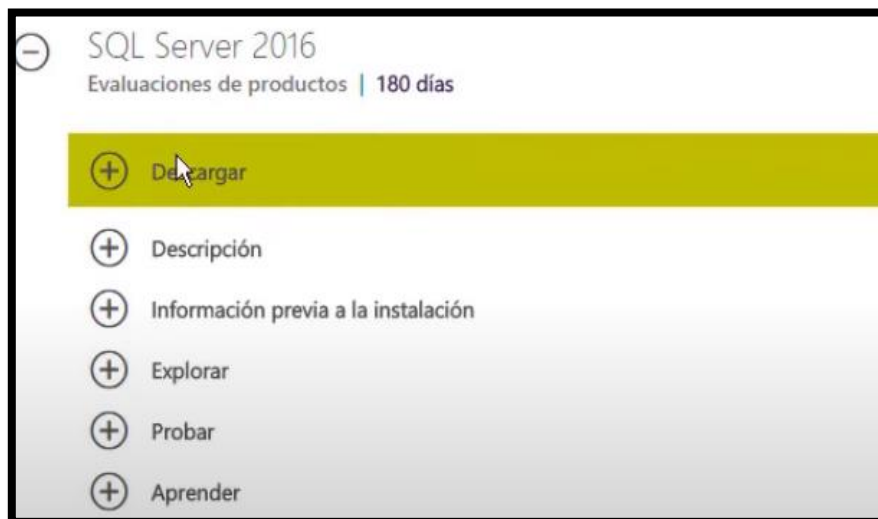 SQL Server 2016
Evaluaciones de productos | 180 días
Descargar
Descripción
Información previa a la instalación
Explorar
Probar
Aprender